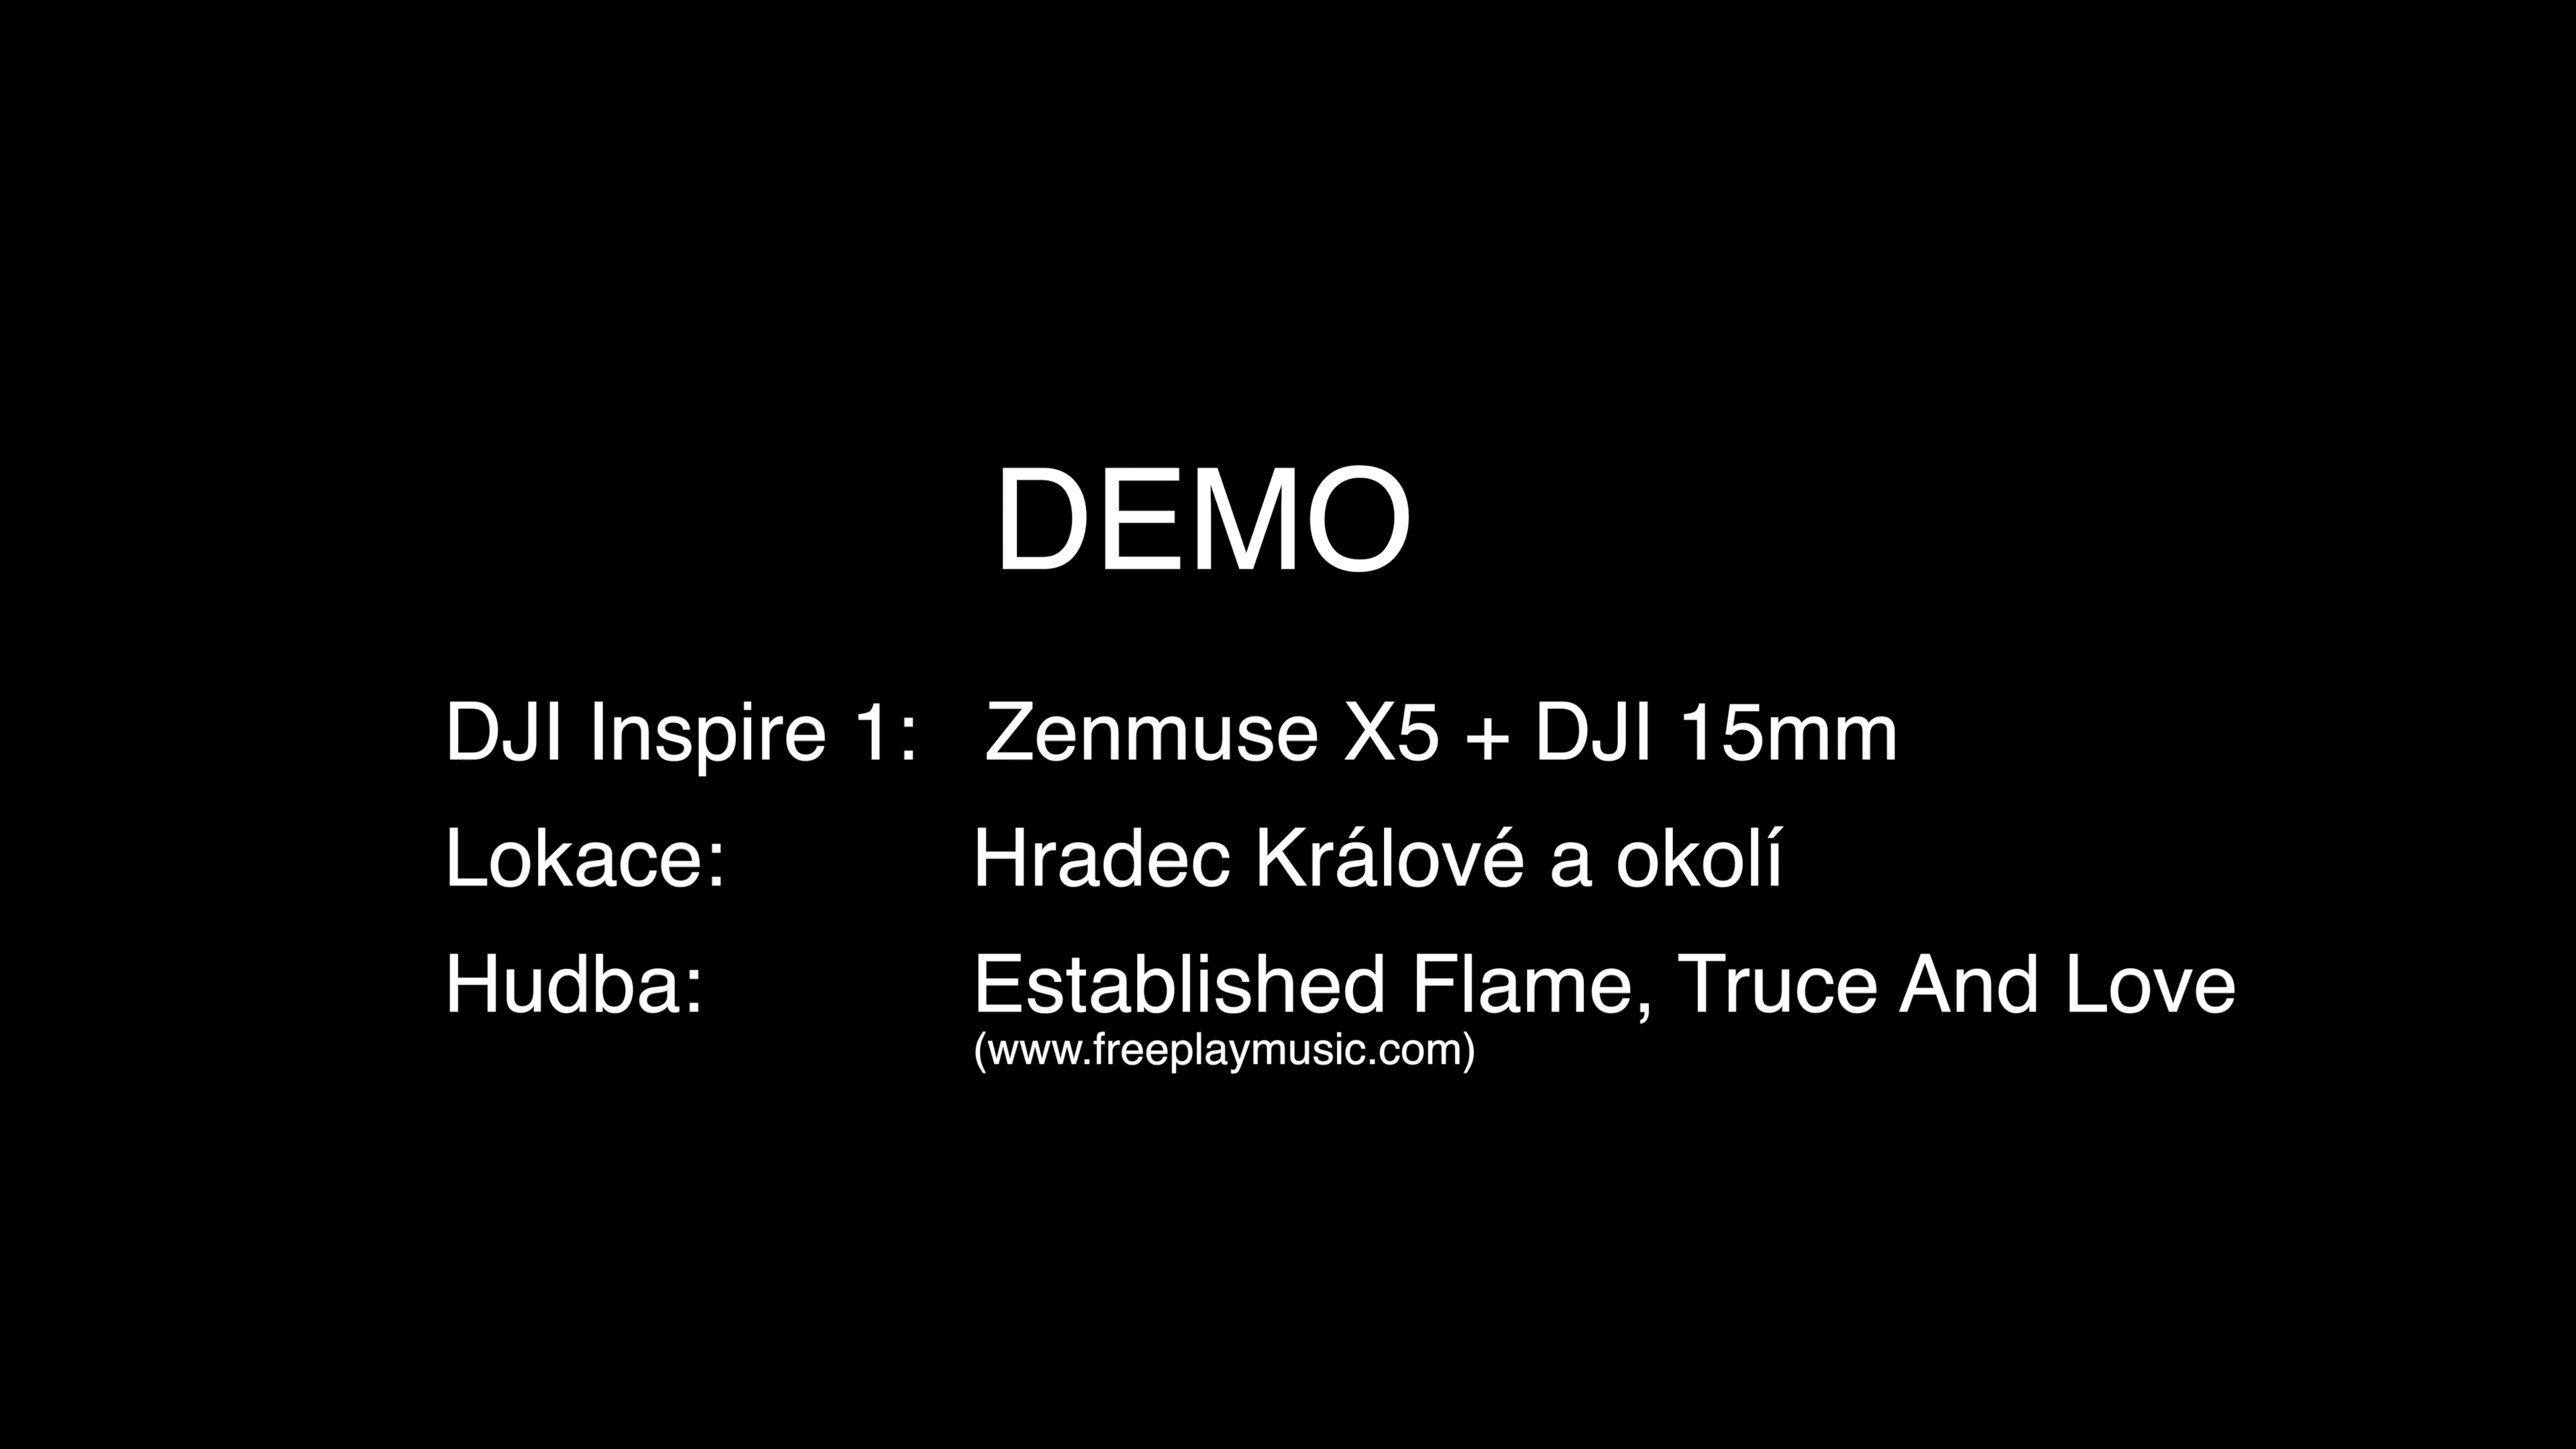 DEMO
DJI Inspire 1: Zenmuse X5 + DJI 15mm
Lokace: Hradec Králové a okolí
Hudba: Established Flame, Truce And Love
(www.freeplaymusic.com)